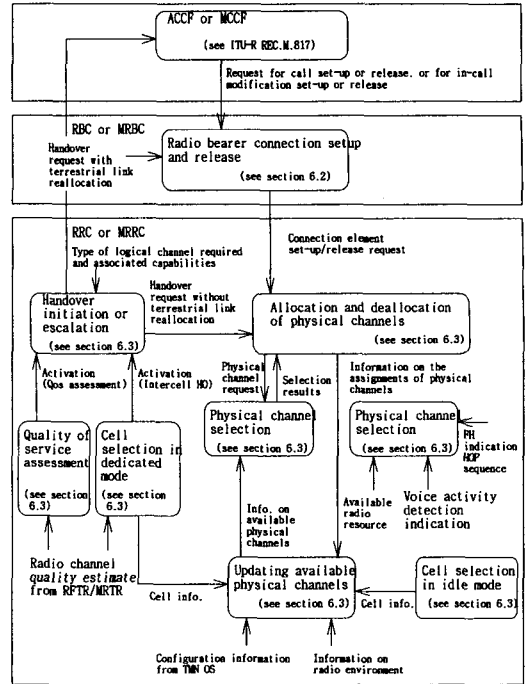 ACCF or MCCF
(see ITU-R REC.M.817)
Request for call set-up or release. or for in-call
modification set-up or release
RBC or MRBC
Handover
request with
terrestrial link
reallocation
Radio bearer connection setup
and release
(see section 6.2)
RRC or MRRC
Type of logical channel required
and associated capabilities
Connection element
set-up/release request
Handover
initiation or
escalation
(see section 6.3)
Handover
request without
terrestrial link
reallocation
Allocation and deallocation
of physical channels
(see section 6.3)
Activation
(Qos assessment)
Activation
(Intercell HO)
Physical
channel
request
Selection
results
Information on the
assignments of physical
channels
Quality of
service
assessment
(see section
6.3)
Cell
selection in
dedicated
mode
(see section
6.3)
Physical channel
selection
(see section 6.3)
Physical channel
selection
(see section 6.3)
FH
indication
HOP
sequence
Info. on
available
physical
channels
Available
radio
resource
Voice activity
detection
indication
Radio channel
quality estimate
from RFTR/MRTR
Cell info.
Updating available
physical channels
(see section 6.3)
Cell info.
Cell selection
in idle mode
(see section 6.3)
Configuration information
from TMN OS
Information on
radio environment